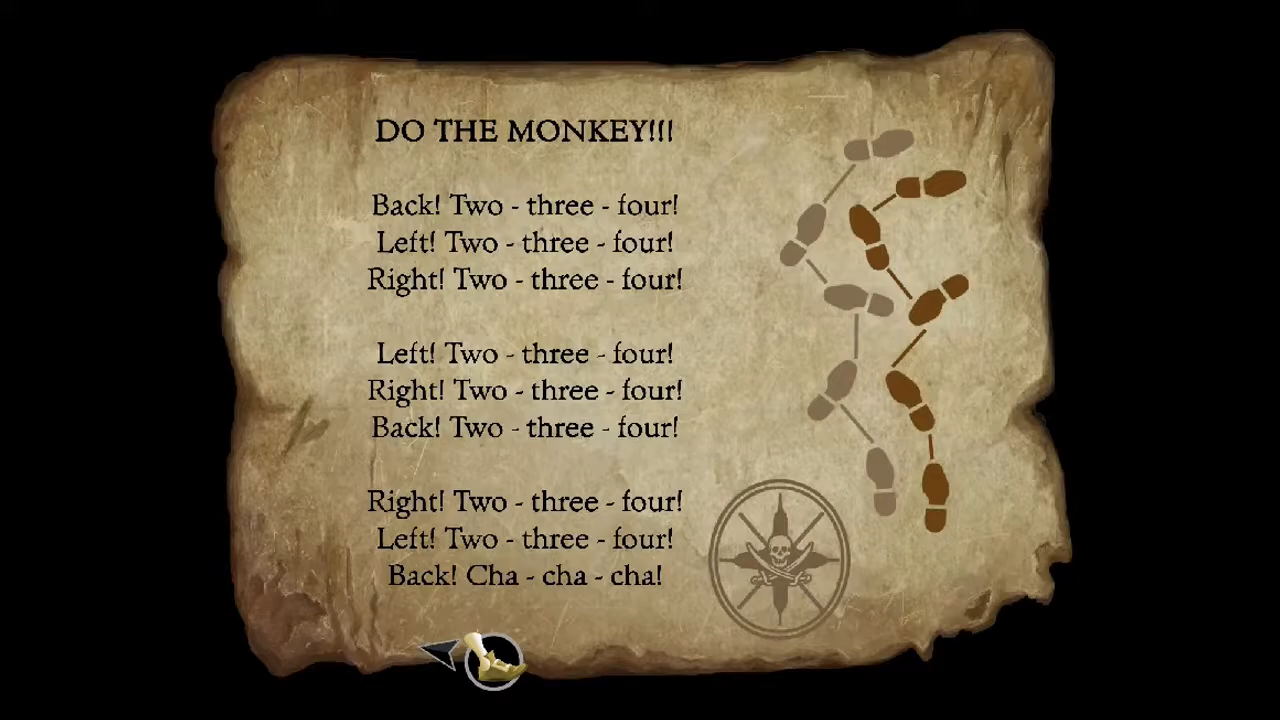 DO THE MONKEY!!!
Back! Two - three - four!
Left! Two - three - four!
Right! Two - three - four!
Left! Two - three - four!
Right! Two - three - four!
Back! Two - three - four!
Right! Two - three - four!
Left! Two - three - four!
Back! Cha - cha - cha!